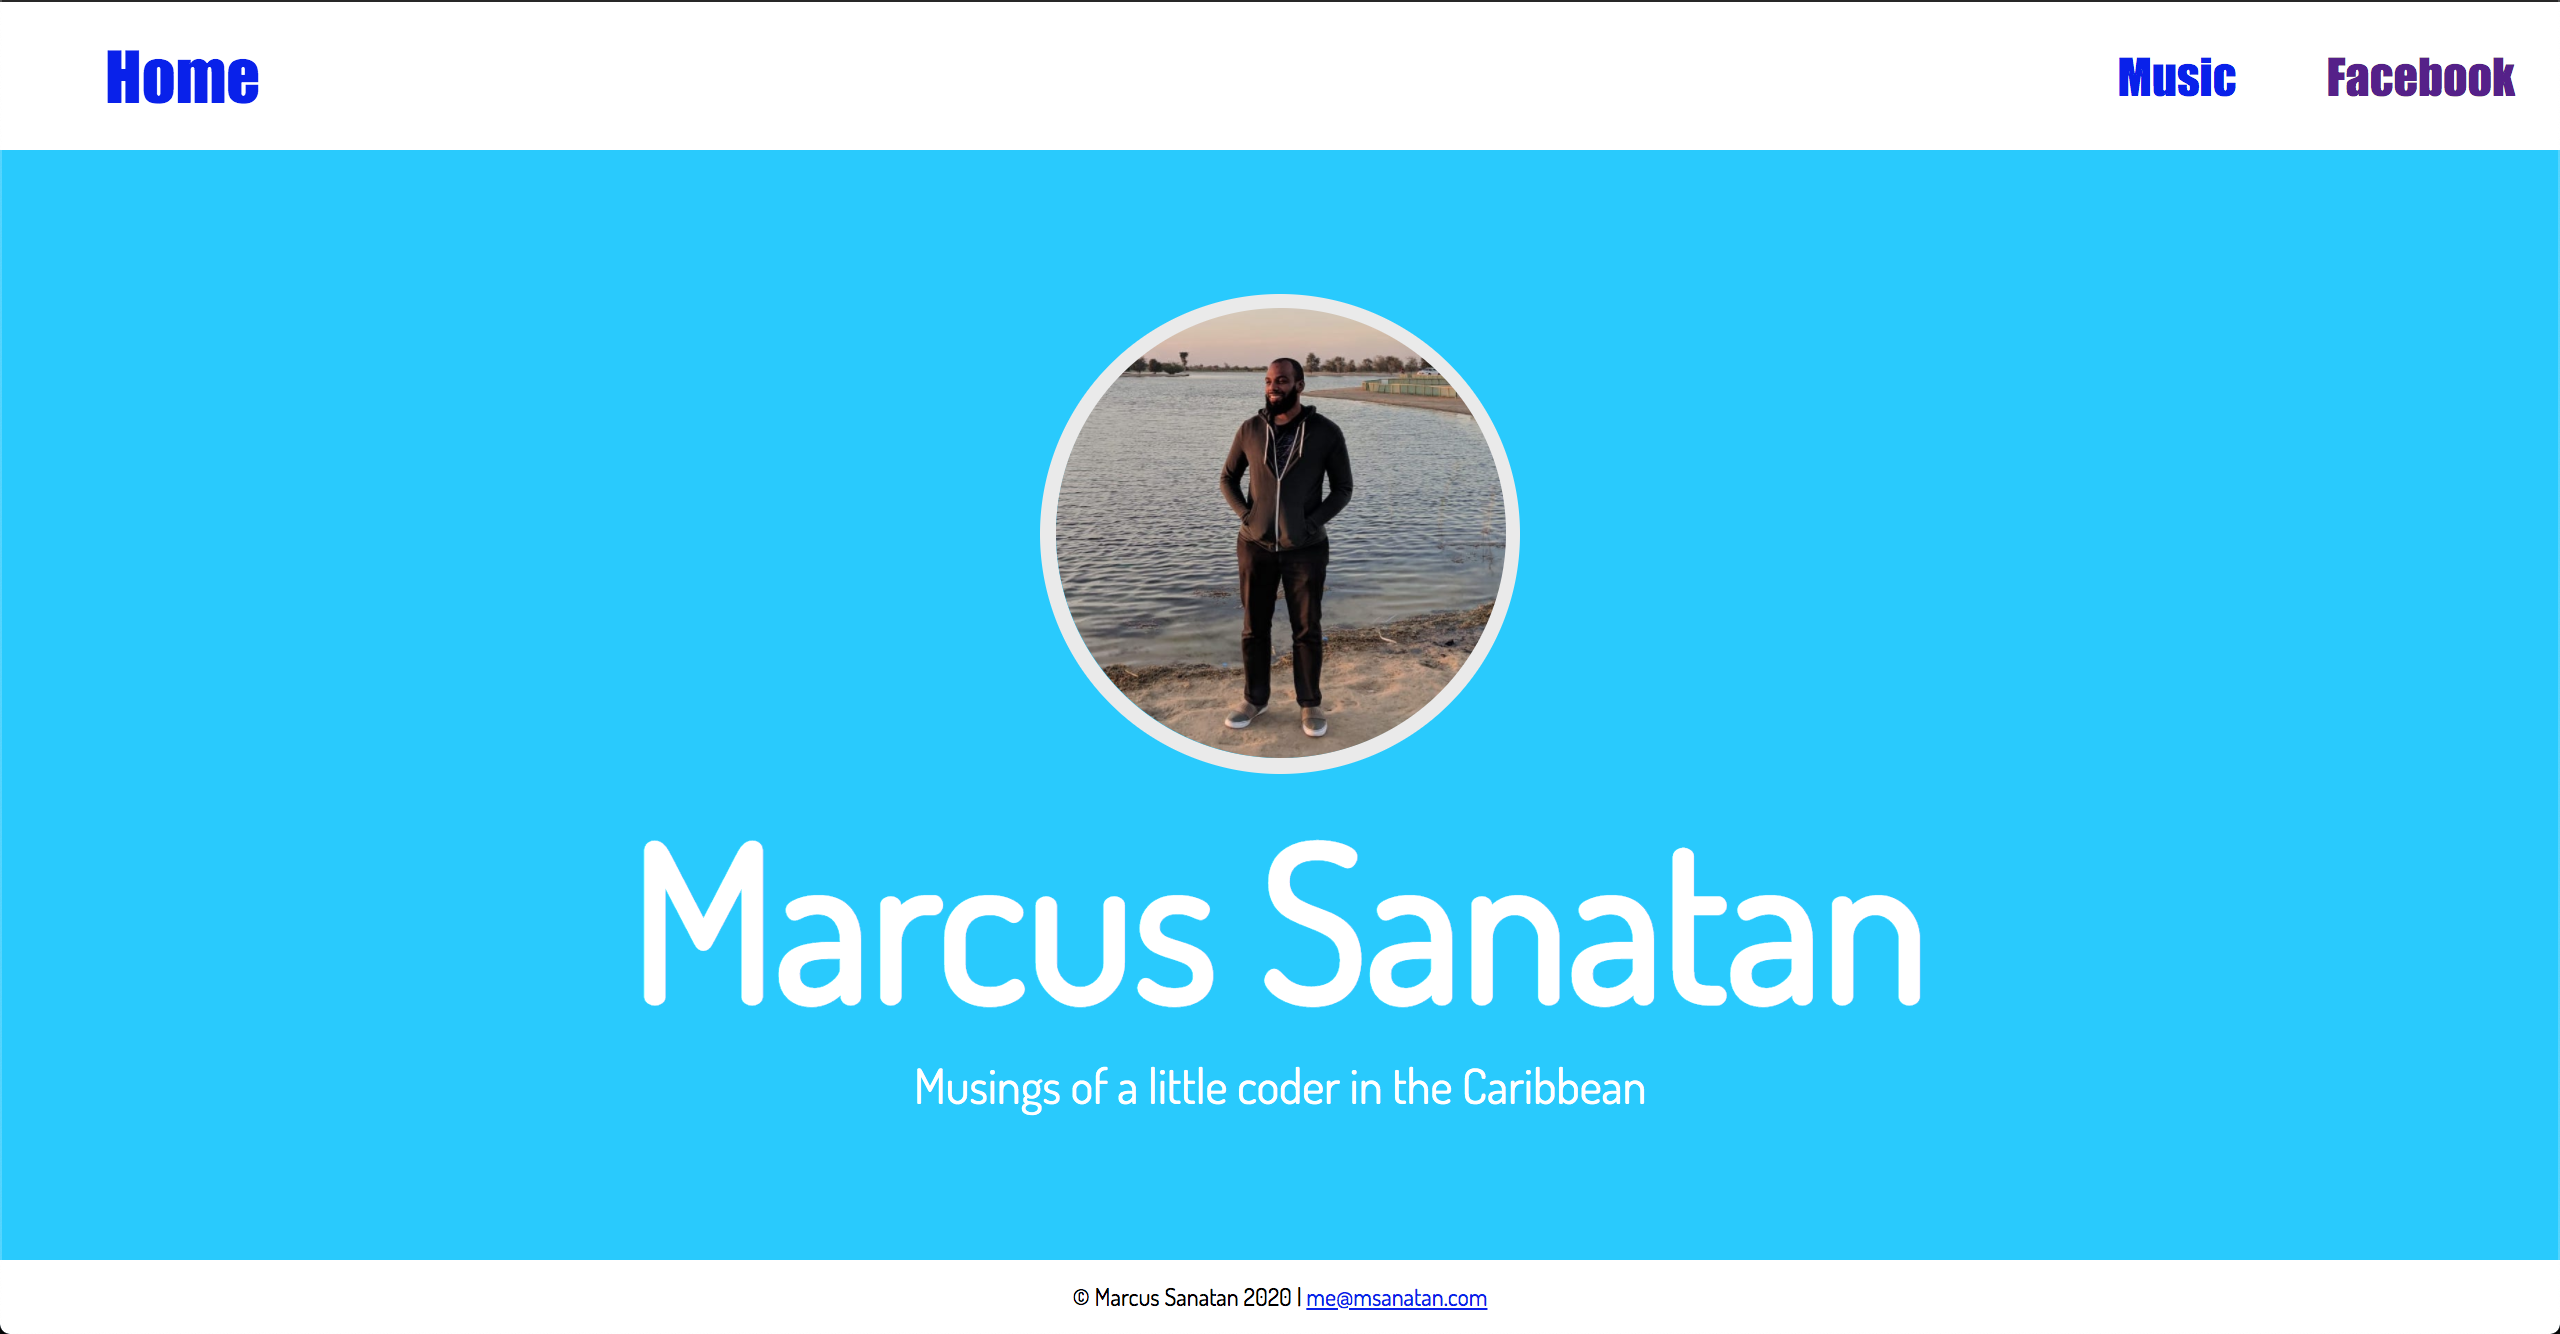 Home Music Facebook
Marcus Sanatan
Musings of a little coder in the Caribbean
© Marcus Sanatan 2020 | me@msanatan.com